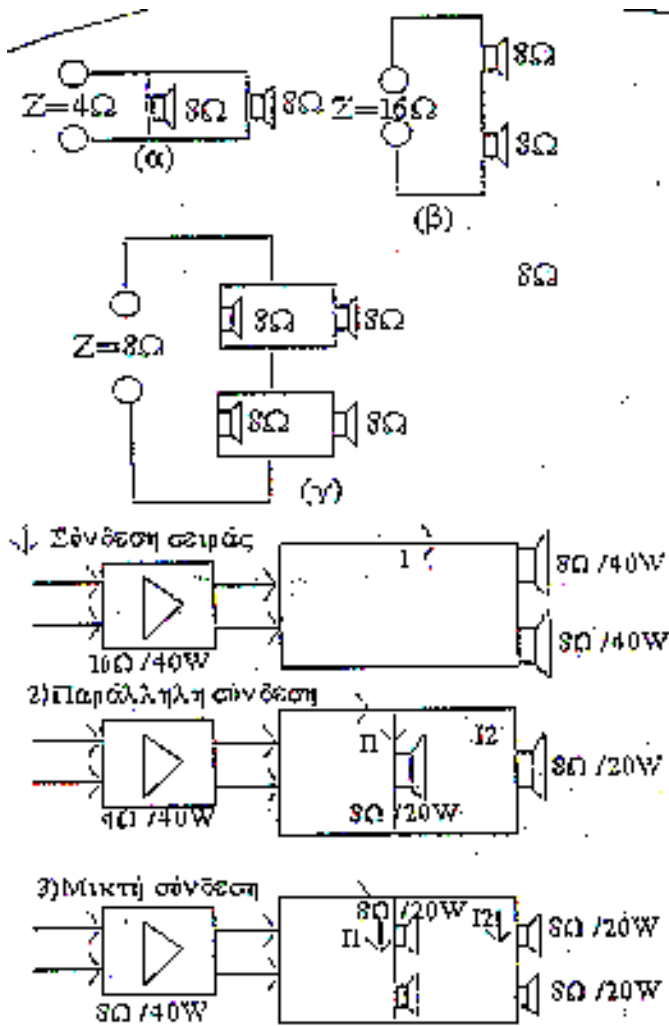 Z=4Ω 8Ω 8Ω
(α)
8Ω
Z=16Ω
8Ω
(β)
8Ω
8Ω 8Ω
Z=8Ω
8Ω 8Ω
(γ)
Σύνδεση σειράς
I
8Ω /40W
8Ω /40W
16Ω /40W
2)Παράλληλη σύνδεση
I1 I2
8Ω /20W
8Ω /20W
4Ω /40W
3)Μικτή σύνδεση
8Ω /20W
I1 I2
8Ω /20W
8Ω /20W
8Ω /40W